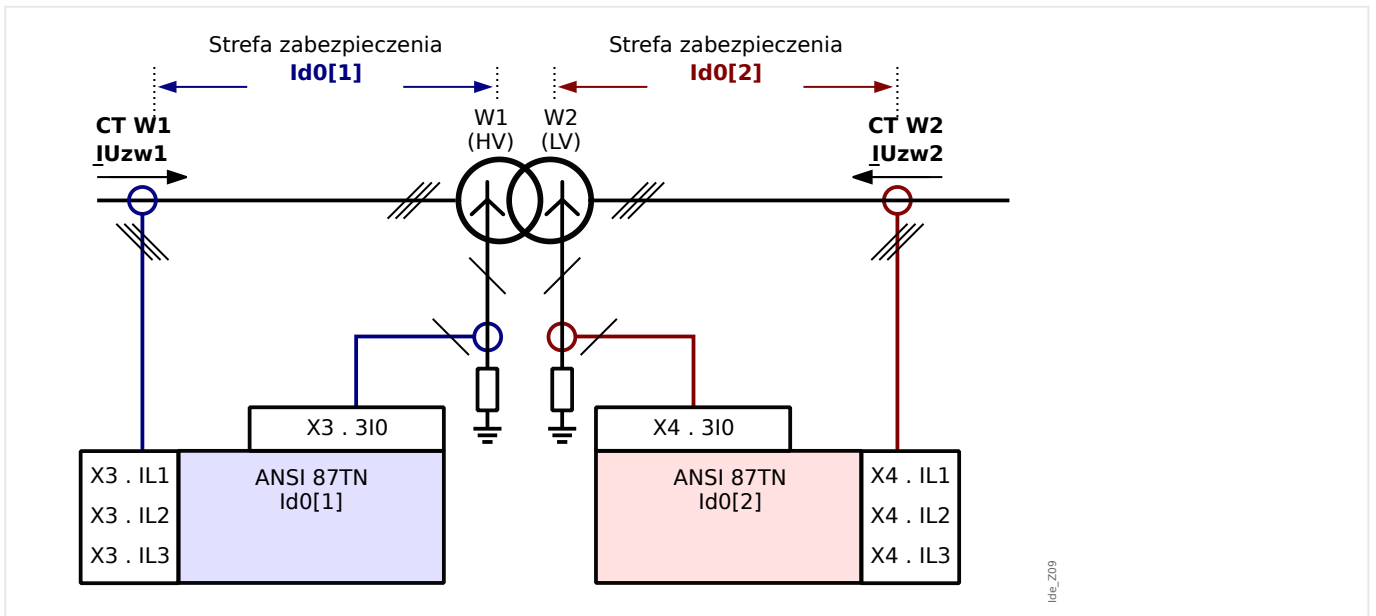 Strefa zabezpieczenia
Id0[1]
Strefa zabezpieczenia
Id0[2]
CT W1
IUzw1
W1
(HV)
W2
(LV)
CT W2
IUzw2
X3 . 3I0
X4 . 3I0
X3 . IL1
X3 . IL2
X3 . IL3
ANSI 87TN
Id0[1]
ANSI 87TN
Id0[2]
X4 . IL1
X4 . IL2
X4 . IL3
Ide_Z09